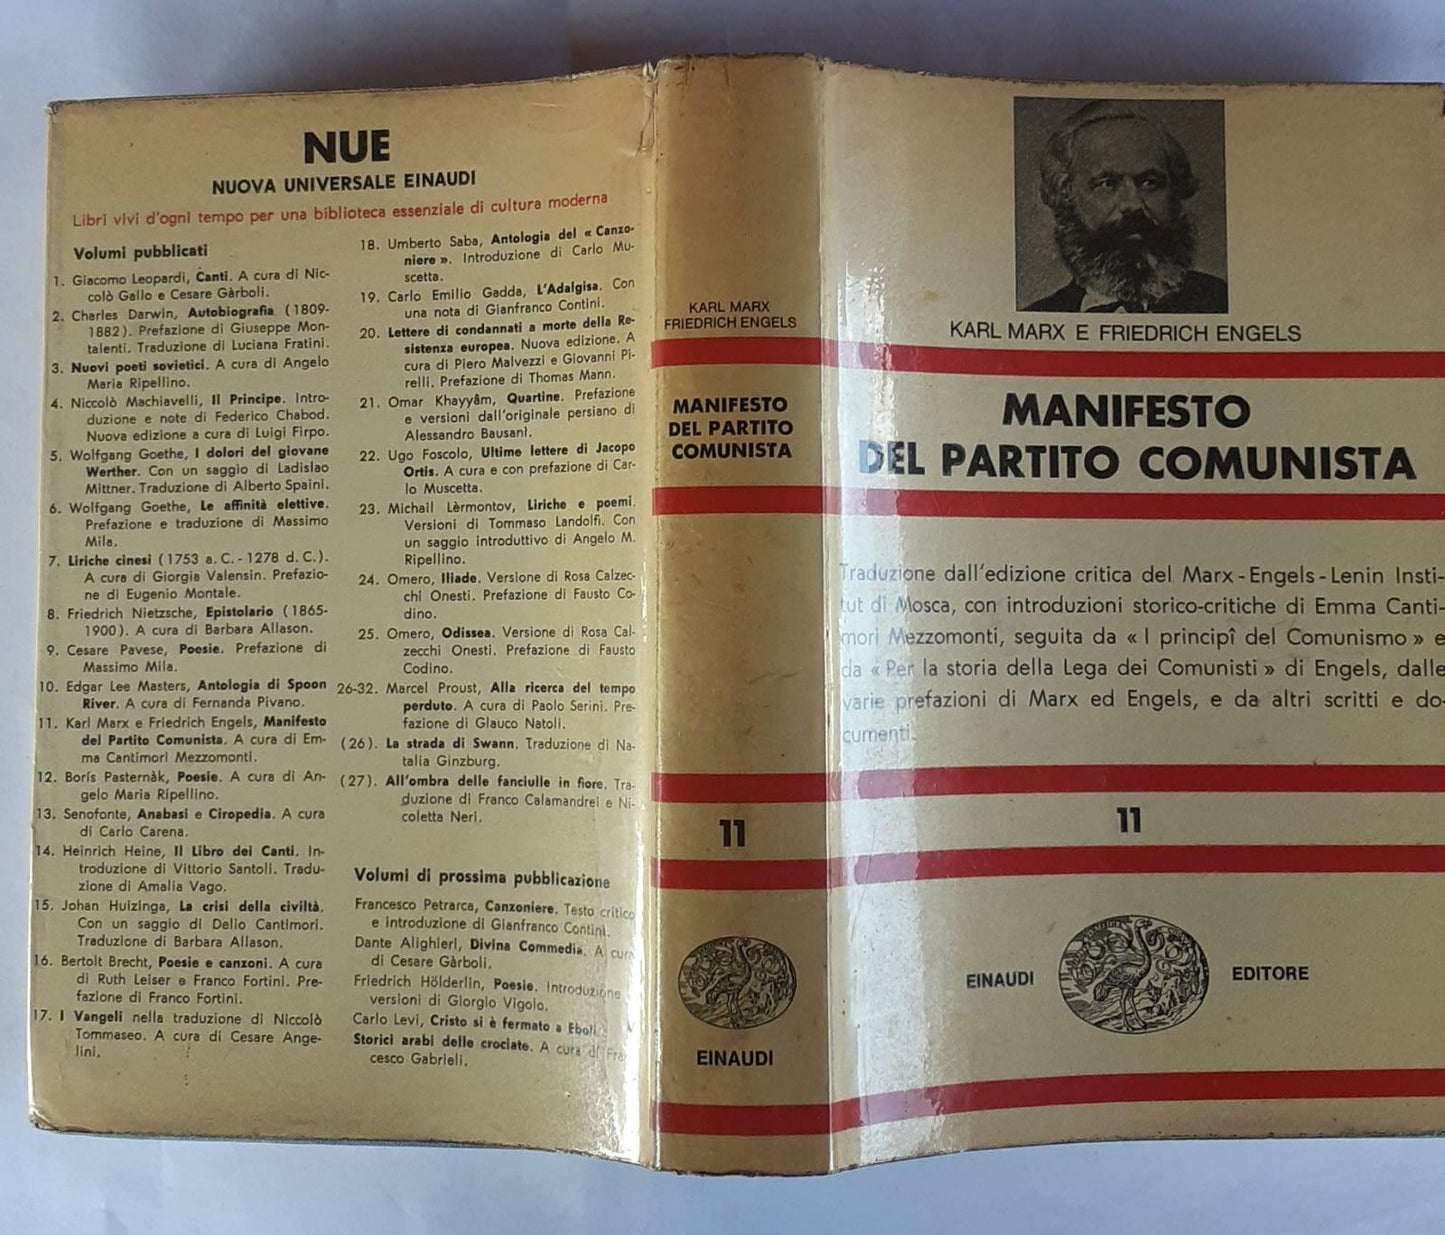 NUE
NUOVA UNIVERSALE EINAUDI
Libri vivi d'ogni tempo per una biblioteca essenziale di cultura moderna
Volumi pubblicati
1. Giacomo Leopardi, Canti. A cura di Nic-
colò Gallo e Cesare Gàrboli.
2. Charles Darwin, Autobiografia (1809-
1882). Prefazione di Giuseppe Mon-
talenti. Traduzione di Luciana Fratini.
3. Nuovi poeti sovietici. A cura di Angelo
Maria Ripellino.
4. Niccolò Machiavelli, Il Principe. Intro-
duzione e note di Federico Chabod.
Nuova edizione a cura di Luigi Firpo.
5. Wolfgang Goethe, I dolori del giovane
Werther. Con un saggio di Ladislao
Mittner. Traduzione di Alberto Spaini.
6. Wolfgang Goethe, Le affinità elettive.
Prefazione e traduzione di Massimo
Mila.
7. Liriche cinesi (1753 a. C. - 1278 d. C.).
A cura di Giorgia Valensin. Prefazio-
ne di Eugenio Montale.
8. Friedrich Nietzsche, Epistolario (1865-
1900). A cura di Barbara Allason.
9. Cesare Pavese, Poesie. Prefazione di
Massimo Mila.
10. Edgar Lee Masters, Antologia di Spoon
River. A cura di Fernanda Pivano.
11. Karl Marx e Friedrich Engels, Manifesto
del Partito Comunista. A cura di Em-
ma Cantimori Mezzomonti.
12. Borís Pasternàk, Poesie. A cura di An-
gelo Maria Ripellino.
13. Senofonte, Anabasi e Ciropedia. A cura
di Carlo Carena.
14. Heinrich Heine, Il Libro dei Canti. In-
troduzione di Vittorio Santoli. Tradu-
zione di Amalia Vago.
15. Johan Huizinga, La crisi della civiltà.
Con un saggio di Delio Cantimori.
Traduzione di Barbara Allason.
16. Bertolt Brecht, Poesie e canzoni. A cura
di Ruth Leiser e Franco Fortini. Pre-
fazione di Franco Fortini.
17. I Vangeli nella traduzione di Niccolò
Tommaseo. A cura di Cesare Ange-
lini.
18. Umberto Saba, Antologia del « Canzo-
niere ». Introduzione di Carlo Mu-
scetta.
19. Carlo Emilio Gadda, L'Adalgisa. Con
una nota di Gianfranco Contini.
20. Lettere di condannati a morte della Re-
sistenza europea. Nuova edizione. A
cura di Piero Malvezzi e Giovanni Pi-
relli. Prefazione di Thomas Mann.
21. Omar Khayyâm, Quartine. Prefazione
e versioni dall'originale persiano di
Alessandro Bausani.
22. Ugo Foscolo, Ultime lettere di Jacopo
Ortis. A cura e con prefazione di Car-
lo Muscetta.
23. Michail Lèrmontov, Liriche e poemi.
Versioni di Tommaso Landolfi. Con
un saggio introduttivo di Angelo M.
Ripellino.
24. Omero, Iliade. Versione di Rosa Calzec-
chi Onesti. Prefazione di Fausto Co-
dino.
25. Omero, Odissea. Versione di Rosa Cal-
zecchi Onesti. Prefazione di Fausto
Codino.
26-32. Marcel Proust, Alla ricerca del tempo
perduto. A cura di Paolo Serini. Pre-
fazione di Glauco Natoli.
(26). La strada di Swann. Traduzione di Na-
talia Ginzburg.
(27). All'ombra delle fanciulle in fiore. Tra-
duzione di Franco Calamandrei e Ni-
coletta Neri.
Volumi di prossima pubblicazione
Francesco Petrarca, Canzoniere. Testo critico
e introduzione di Gianfranco Contini.
Dante Alighieri, Divina Commedia. A cura
di Cesare Gàrboli.
Friedrich Hölderlin, Poesie. Introduzione
versioni di Giorgio Vigolo.
Carlo Levi, Cristo si è fermato a Eboli.
Storici arabi delle crociate. A cura di Fran
cesco Gabrieli.
KARL MARX
FRIEDRICH ENGELS
MANIFESTO
DEL PARTITO
COMUNISTA
11
EINAUDI
KARL MARX E FRIEDRICH ENGELS
MANIFESTO
DEL PARTITO COMUNISTA
Traduzione dall'edizione critica del Marx-Engels-Lenin Insti-
tut di Mosca, con introduzioni storico-critiche di Emma Canti-
mori Mezzomonti, seguita da « I principî del Comunismo » e
da « Per la storia della Lega dei Comunisti » di Engels, dalle
varie prefazioni di Marx ed Engels, e da altri scritti e do-
cumenti.
11
EINAUDI EDITORE